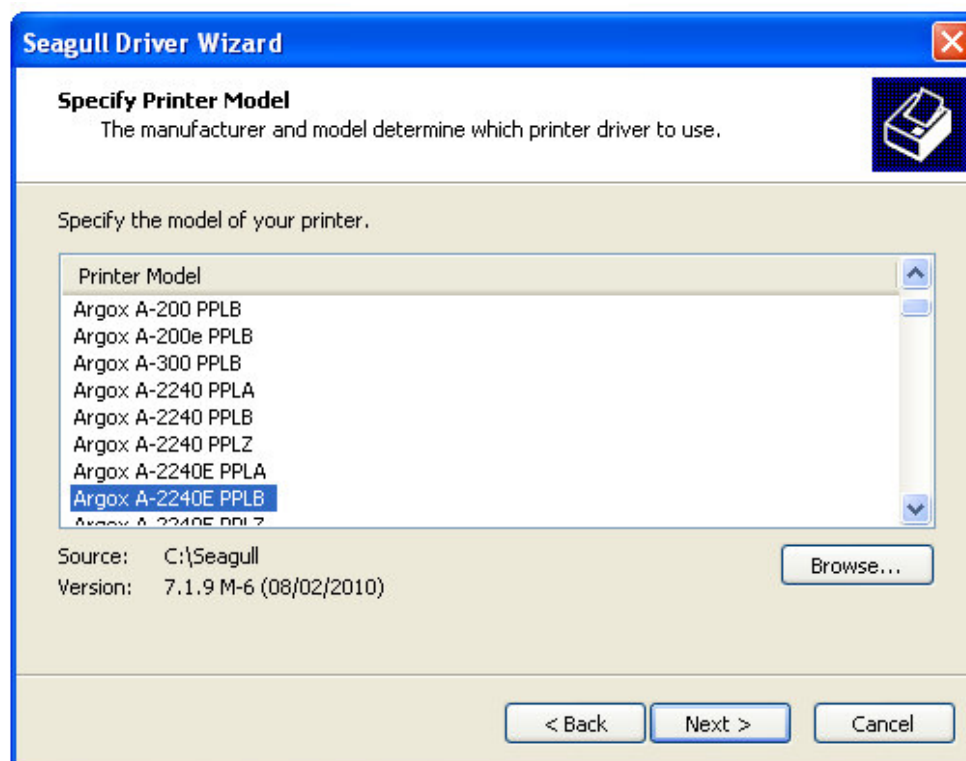 Seagull Driver Wizard
Specify Printer Model
The manufacturer and model determine which printer driver to use.
Specify the model of your printer.
Printer Model
Argox A-200 PPLB
Argox A-200e PPLB
Argox A-300 PPLB
Argox A-2240 PPLA
Argox A-2240 PPLB
Argox A-2240 PPLZ
Argox A-2240E PPLA
Argox A-2240E PPLB
Argox A-2240E PPLZ
Source: C:\Seagull
Browse...
Version: 7.1.9 M-6 (08/02/2010)
< Back Next > Cancel